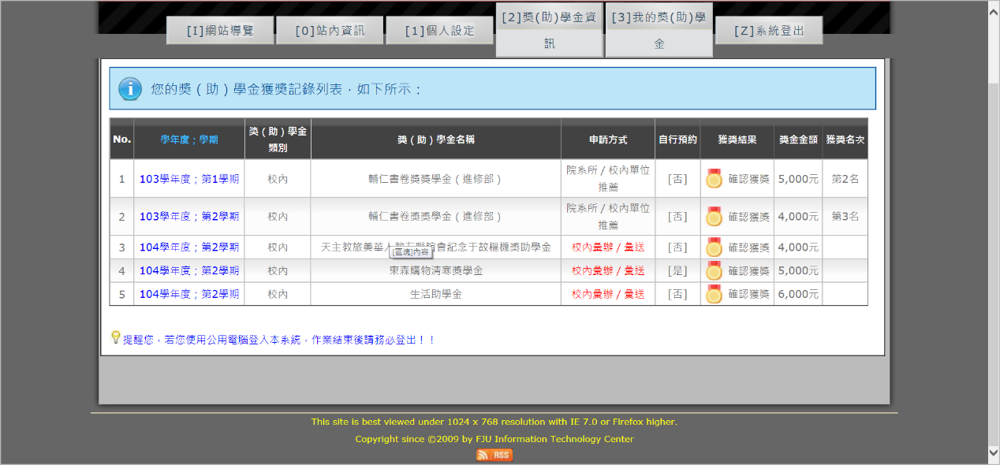 [I]網站導覽
[0]站內資訊
[1]個人設定
[2]獎(助)學金資
訊
[3]我的獎(助)學
金
[Z]系統登出
您的獎(助)學金獲獎記錄列表，如下所示：
No. 學年度；學期 獎(助)學金類別 獎(助)學金名稱 申請方式 自行預約 獲獎結果 獎金金額 獲獎名次
1 103學年度；第1學期 校內 輔仁書卷獎獎學金(進修部) 院系所/校內單位推薦 [否] 確認獲獎 5,000元 第2名
2 103學年度；第2學期 校內 輔仁書卷獎獎學金(進修部) 院系所/校內單位推薦 [否] 確認獲獎 4,000元 第3名
3 104學年度；第2學期 校內 天主教旅美華人教友聯誼會紀念于故樞機獎助學金 校內彙辦/彙送 [否] 確認獲獎 4,000元
[區塊]內容
4 104學年度；第2學期 校內 東森購物清寒獎學金 校內彙辦/彙送 [是] 確認獲獎 5,000元
5 104學年度；第2學期 校內 生活助學金 校內彙辦/彙送 [否] 確認獲獎 6,000元
提醒您，若您使用公用電腦登入本系統，作業結束後請務必登出！！
This site is best viewed under 1024 x 768 resolution with IE 7.0 or Firefox higher.
Copyright since ©2009 by FJU Information Technology Center
RSS